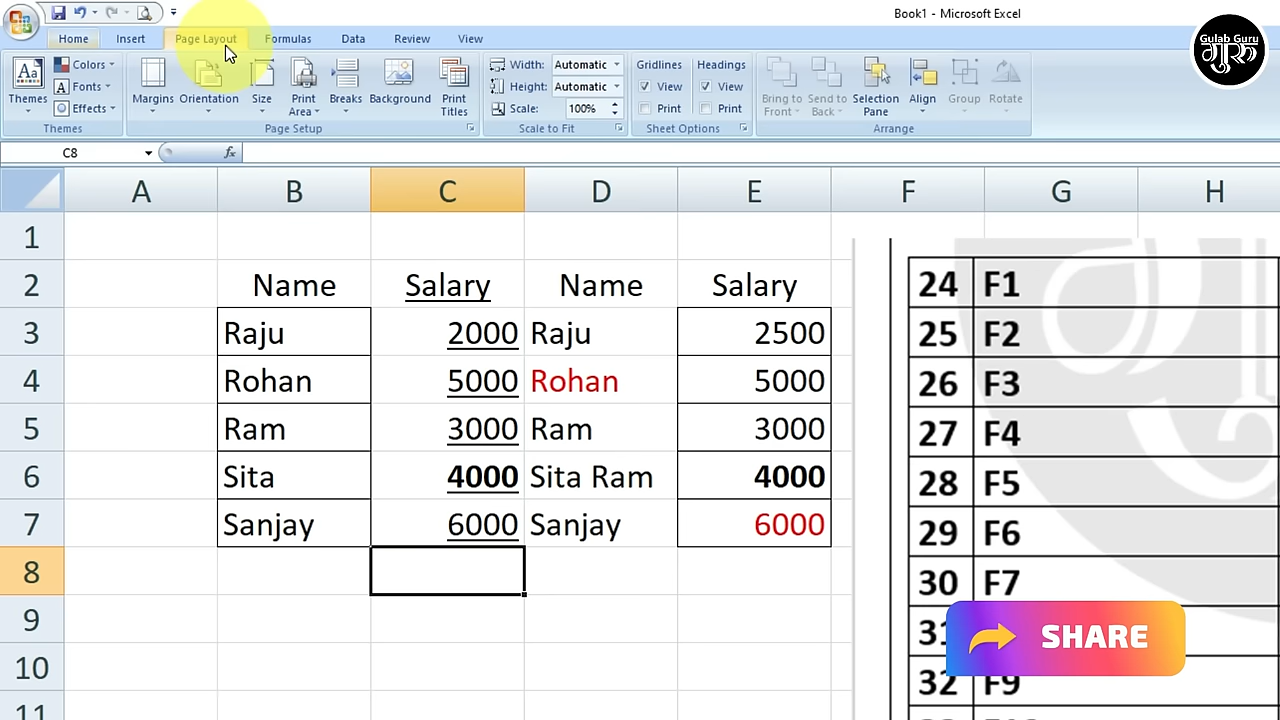 Book1 - Microsoft Excel
Gulab Guru
गुरु
Home Insert Page Layout Formulas Data Review View
Themes
Colors
Fonts
Effects
Themes
Margins Orientation Size Print Area Breaks Background Print Titles
Page Setup
Width: Automatic
Height: Automatic
Scale: 100%
Scale to Fit
Gridlines Headings
View View
Print Print
Sheet Options
Bring to Front Send to Back Selection Pane Align Group Rotate
Arrange
C8 fx
A B C D E F G H
1
2 Name Salary Name Salary
3 Raju 2000 Raju 2500
4 Rohan 5000 Rohan 5000
5 Ram 3000 Ram 3000
6 Sita 4000 Sita Ram 4000
7 Sanjay 6000 Sanjay 6000
8
9
10
11
24 F1
25 F2
26 F3
27 F4
28 F5
29 F6
30 F7
31
SHARE
32 F9